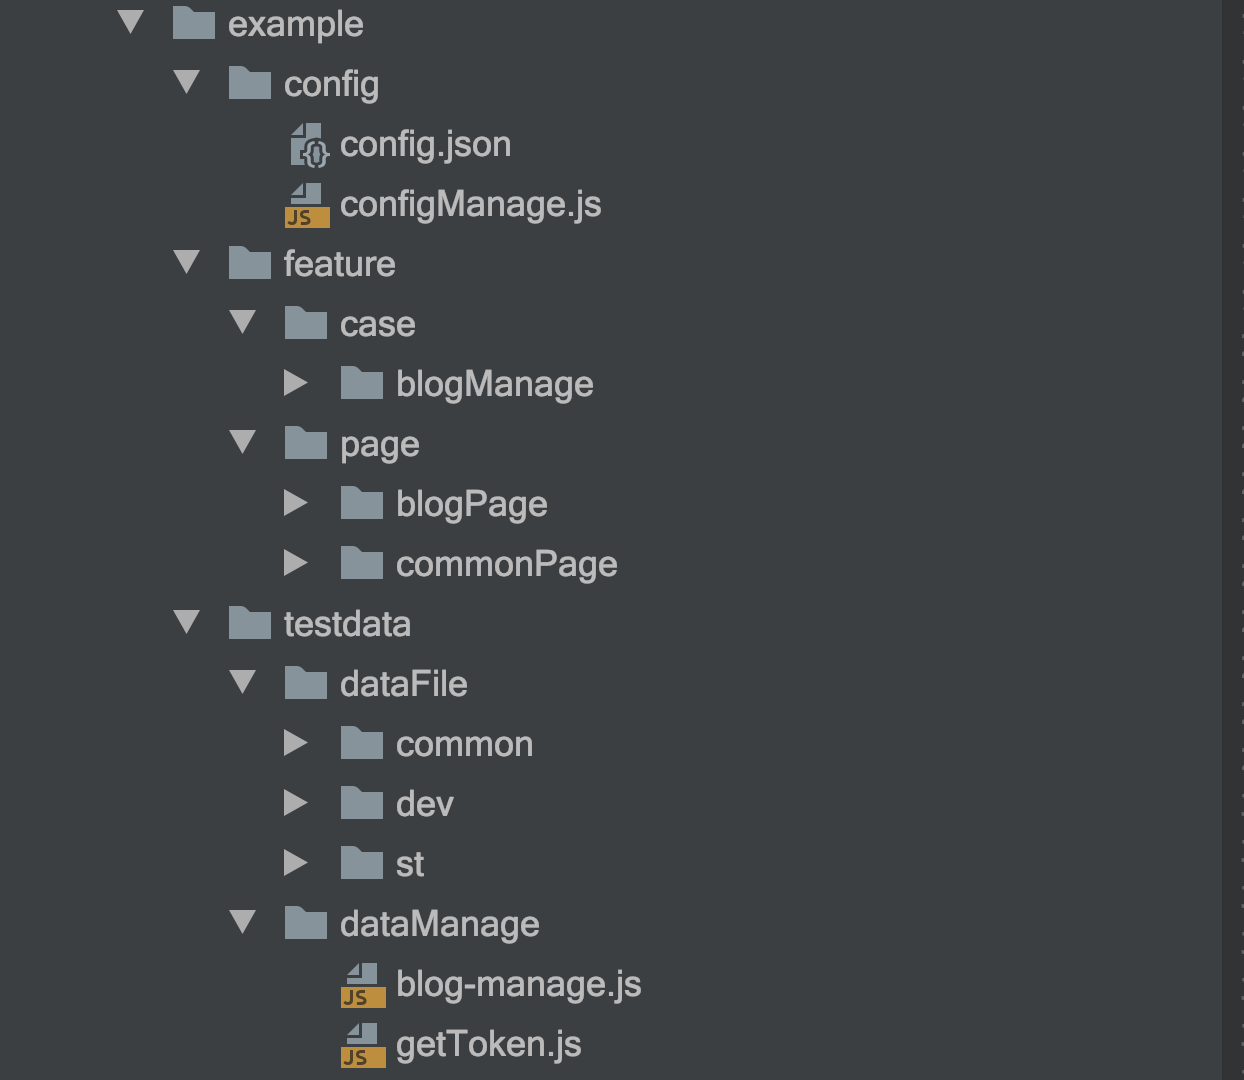 example
config
config.json
JS configManage.js
feature
case
blogManage
page
blogPage
commonPage
testdata
dataFile
common
dev
st
dataManage
JS blog-manage.js
JS getToken.js